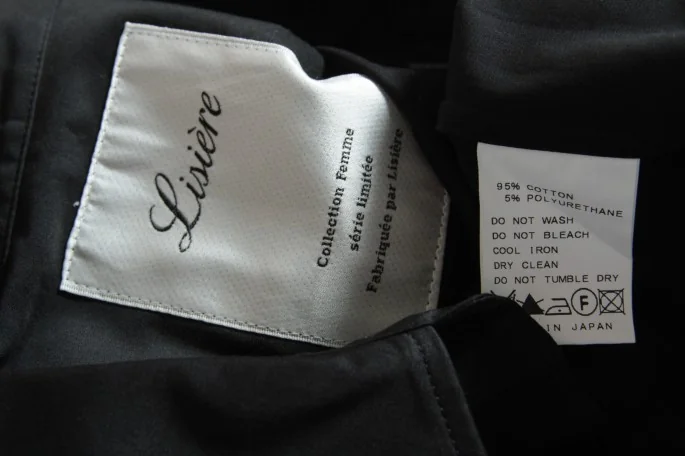 Lisière
Collection Femme
série limitée
Fabriquée par Lisière
95% COTTON
5% POLYURETHANE
DO NOT WASH
DO NOT BLEACH
COOL IRON
DRY CLEAN
DO NOT TUMBLE DRY
F
IN JAPAN